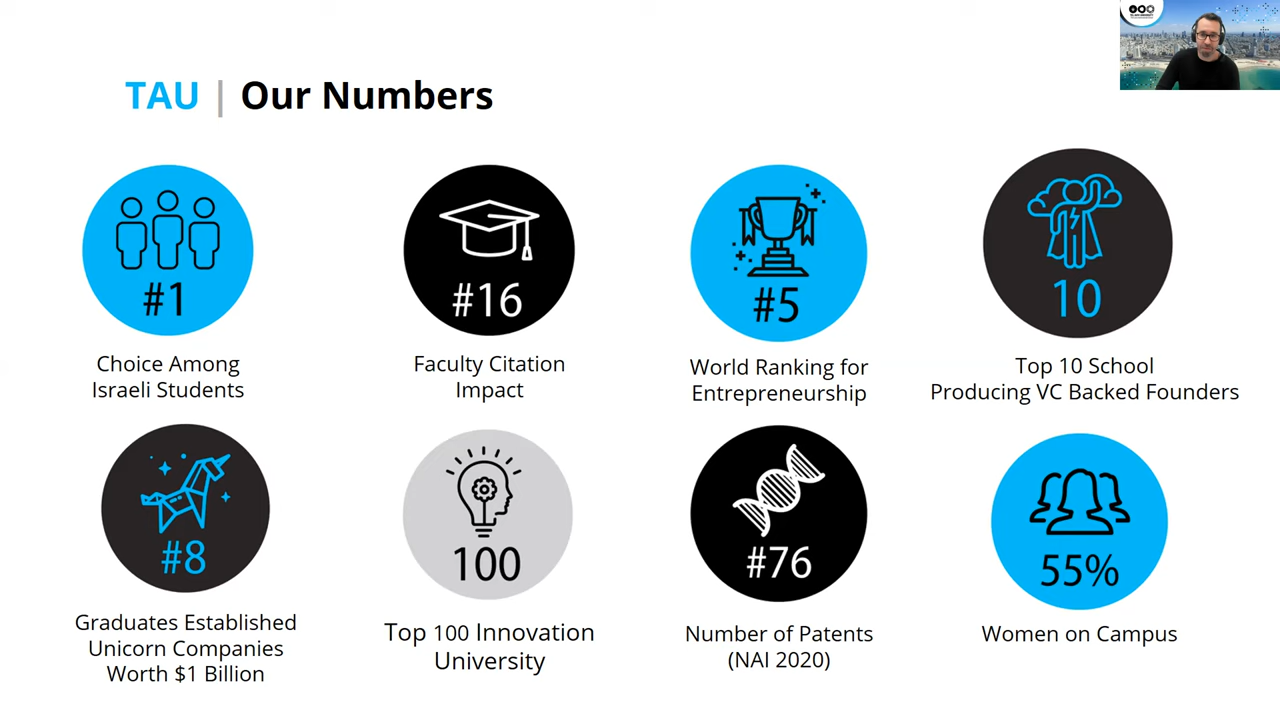 TAU | Our Numbers
#1
Choice Among
Israeli Students
#16
Faculty Citation
Impact
#5
World Ranking for
Entrepreneurship
10
Top 10 School
Producing VC Backed Founders
#8
Graduates Established
Unicorn Companies
Worth $1 Billion
100
Top 100 Innovation
University
#76
Number of Patents
(NAI 2020)
55%
Women on Campus